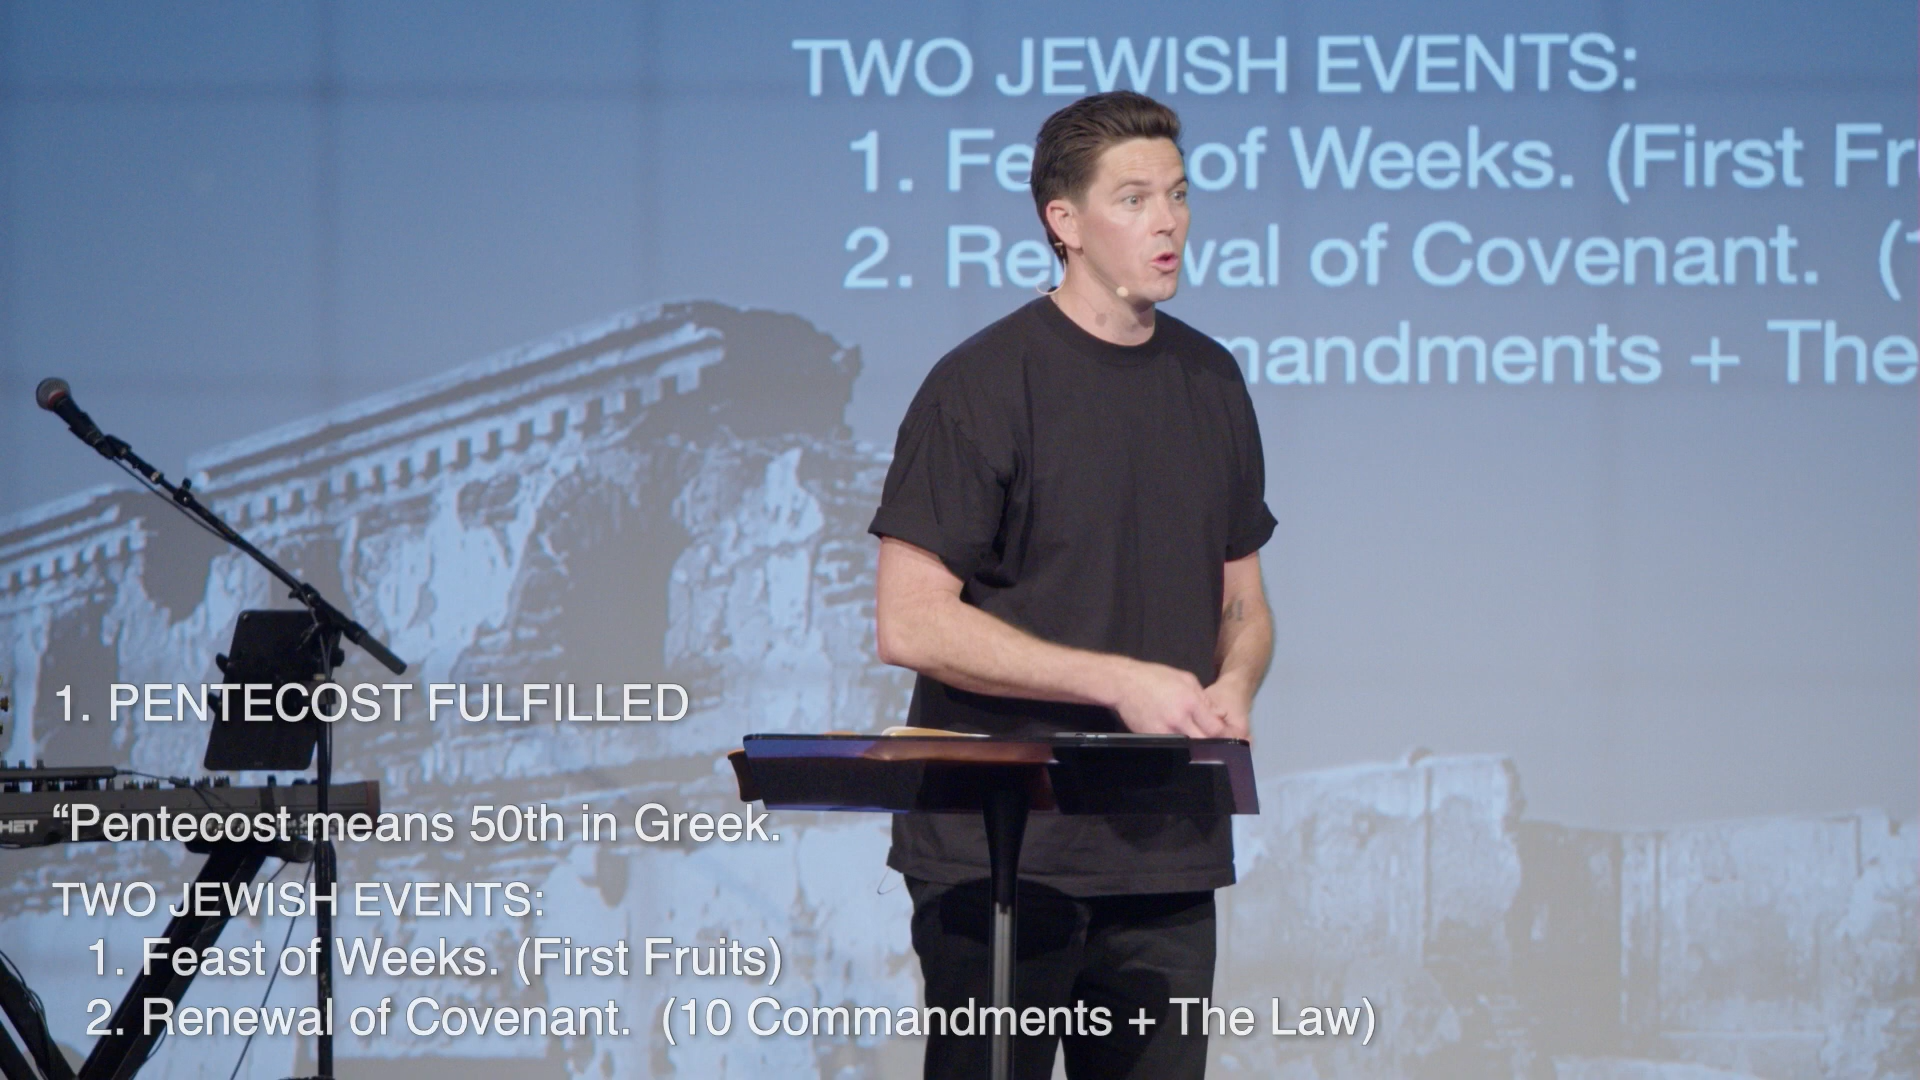 TWO JEWISH EVENTS:
1. Fe of Weeks. (First Fr
2. Re wal of Covenant. (
mandments + The
1. PENTECOST FULFILLED
“Pentecost means 50th in Greek.
TWO JEWISH EVENTS:
1. Feast of Weeks. (First Fruits)
2. Renewal of Covenant. (10 Commandments + The Law)